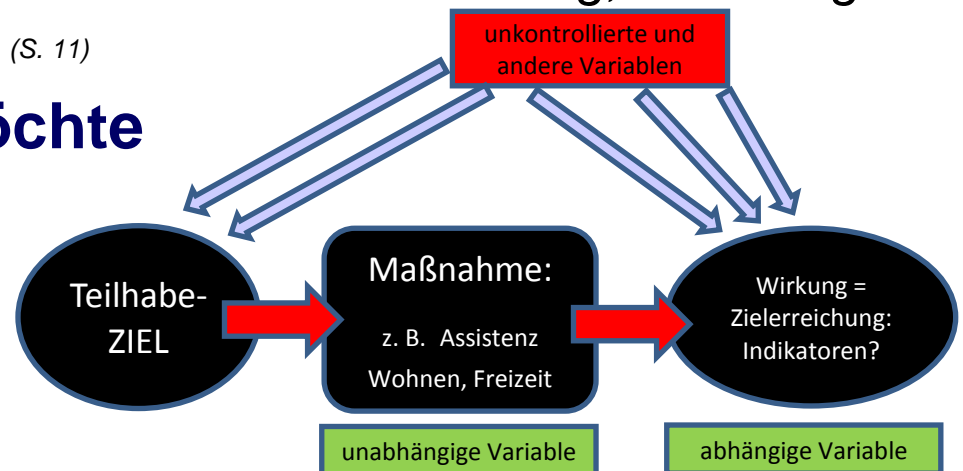 (S. 11)
unkontrollierte und
andere Variablen
öchte
Teilhabe-
ZIEL
Maßnahme:
z. B. Assistenz
Wohnen, Freizeit
Wirkung =
Zielerreichung:
Indikatoren?
unabhängige Variable
abhängige Variable